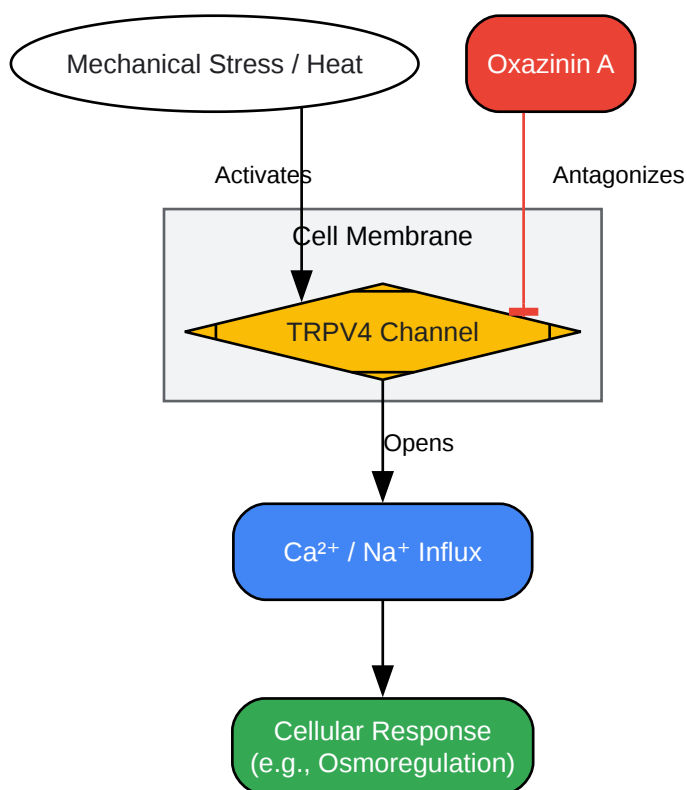 Mechanical Stress / Heat
Oxazinin A
Activates
Antagonizes
Cell Membrane
TRPV4 Channel
Opens
Ca²⁺ / Na⁺ Influx
Cellular Response
(e.g., Osmoregulation)